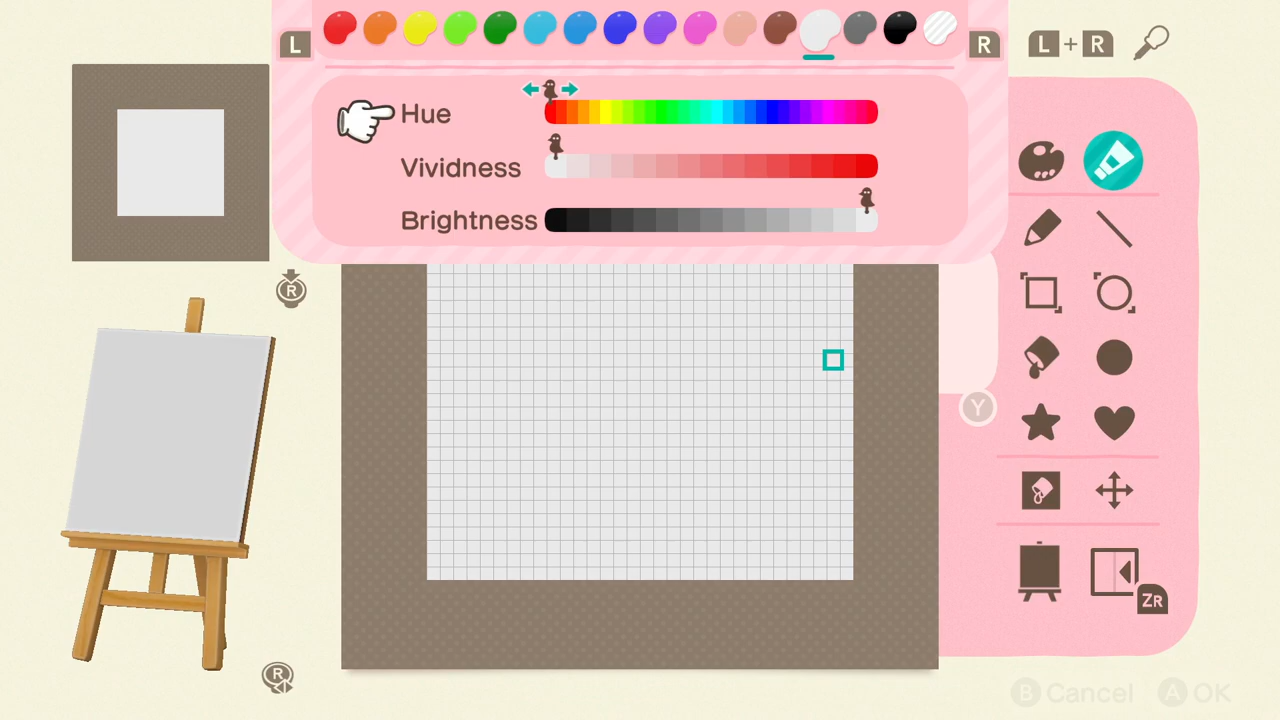 L
R
L + R
Hue
Vividness
Brightness
R
Y
ZR
R
B Cancel A OK